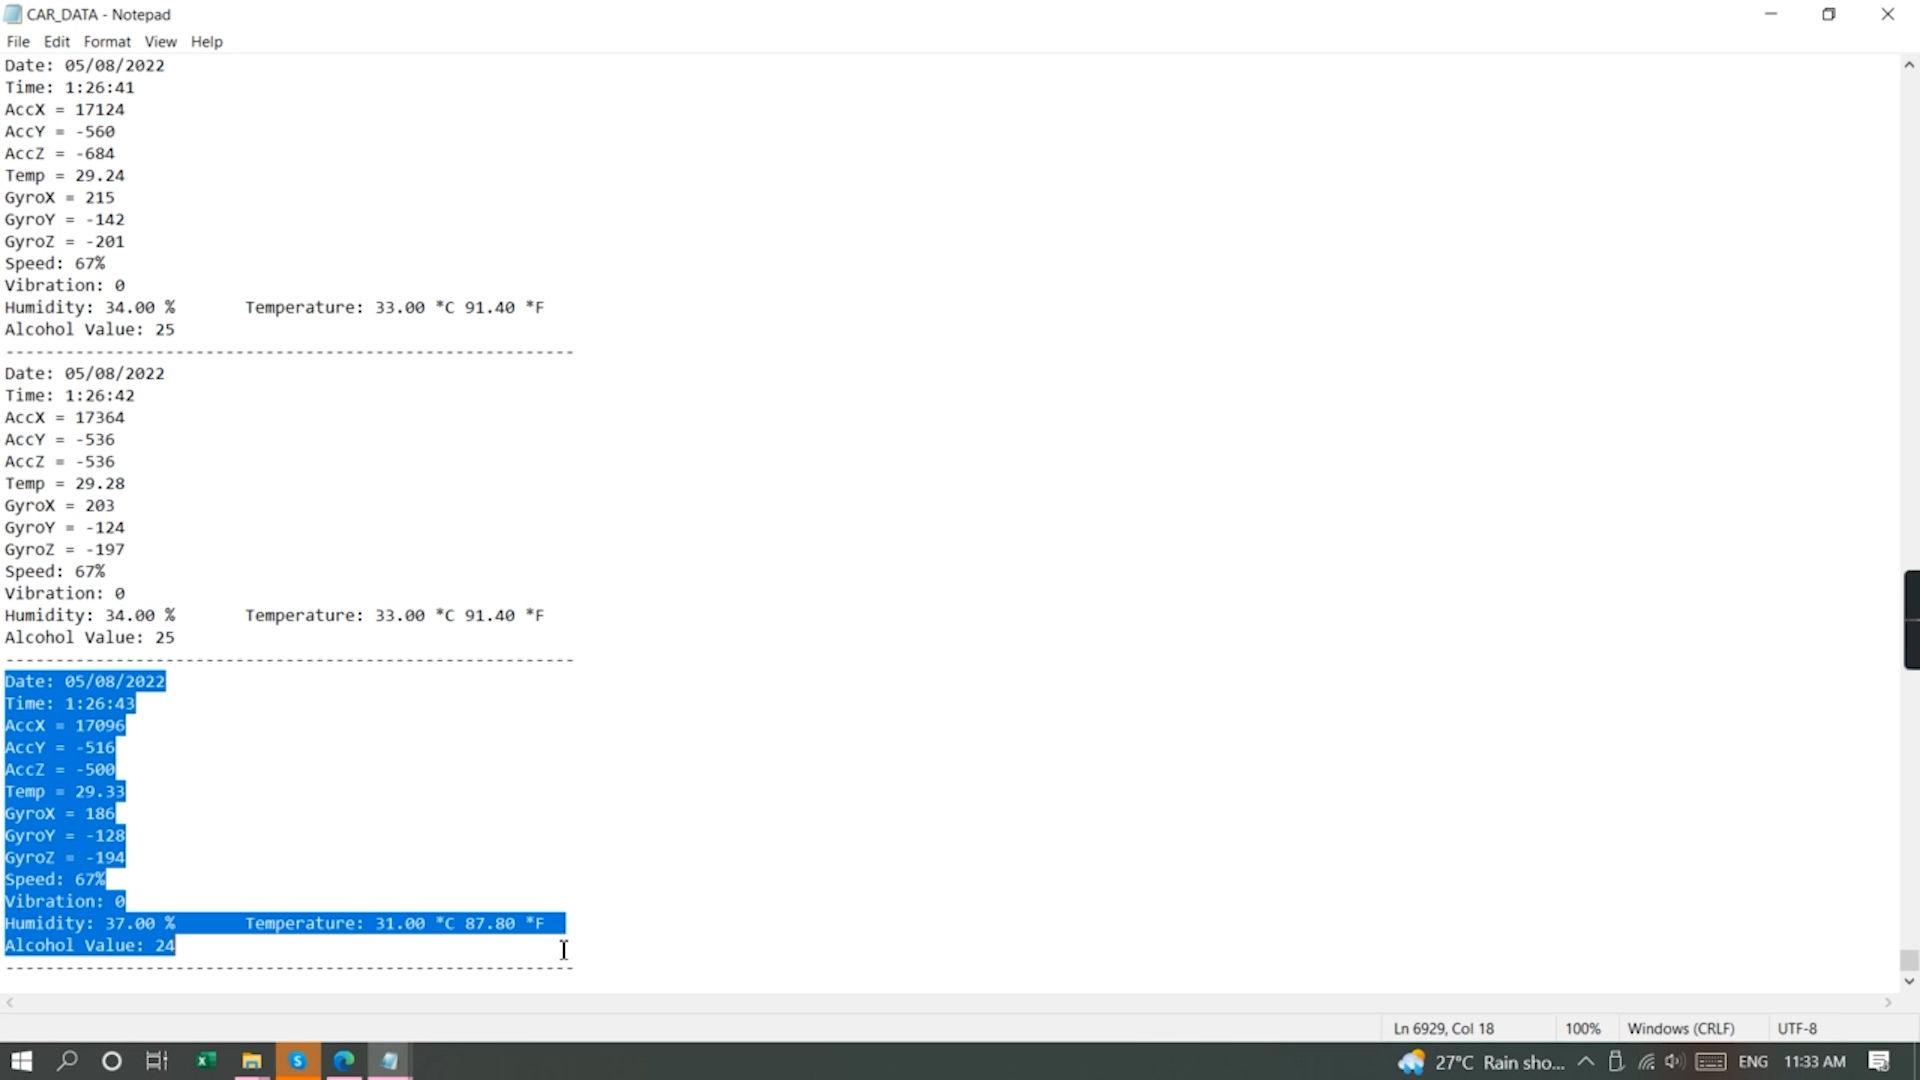 CAR_DATA - Notepad
File Edit Format View Help
Date: 05/08/2022
Time: 1:26:41
AccX = 17124
AccY = -560
AccZ = -684
Temp = 29.24
GyroX = 215
GyroY = -142
GyroZ = -201
Speed: 67%
Vibration: 0
Humidity: 34.00 % Temperature: 33.00 *C 91.40 *F
Alcohol Value: 25
---------------------------------------------------------
Date: 05/08/2022
Time: 1:26:42
AccX = 17364
AccY = -536
AccZ = -536
Temp = 29.28
GyroX = 203
GyroY = -124
GyroZ = -197
Speed: 67%
Vibration: 0
Humidity: 34.00 % Temperature: 33.00 *C 91.40 *F
Alcohol Value: 25
---------------------------------------------------------
Date: 05/08/2022
Time: 1:26:43
AccX = 17096
AccY = -516
AccZ = -500
Temp = 29.33
GyroX = 186
GyroY = -128
GyroZ = -194
Speed: 67%
Vibration: 0
Humidity: 37.00 % Temperature: 31.00 *C 87.80 *F
Alcohol Value: 24
---------------------------------------------------------
Ln 6929, Col 18 100% Windows (CRLF) UTF-8
27°C Rain sho... ENG 11:33 AM